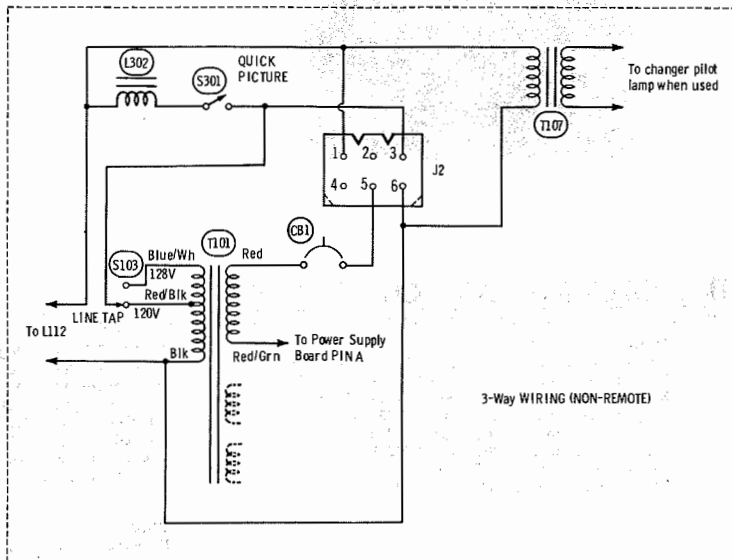 L302
S301
QUICK
PICTURE
To changer pilot
lamp when used
T107
1 2 3
J2
4 5 6
CB1
T101
Red
S103
Blue/Wh
128V
Red/Blk
LINE TAP
120V
To L112
Blk
Red/Grn
To Power Supply
Board PIN A
3-Way WIRING (NON-REMOTE)